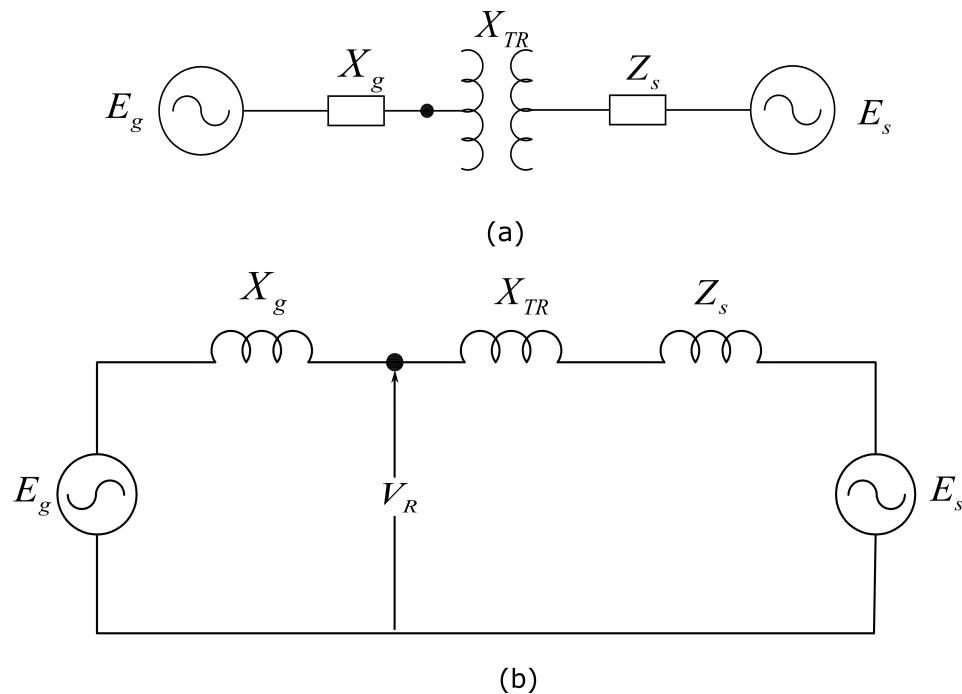 X_TR
X_g
Z_s
E_g
E_s
(a)
X_g
X_TR
Z_s
E_g
V_R
E_s
(b)